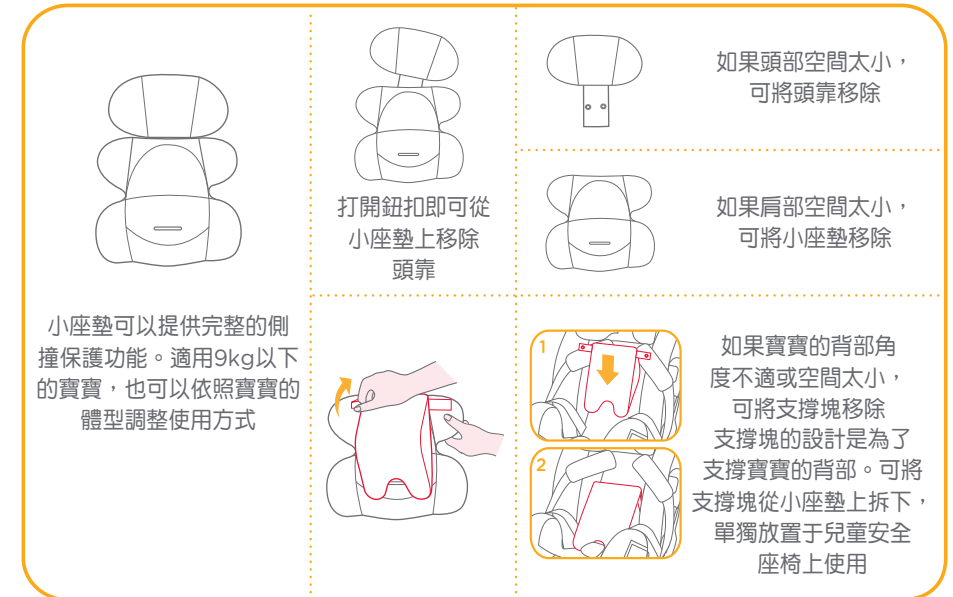 小座墊可以提供完整的側
撞保護功能。適用9kg以下
的寶寶，也可以依照寶寶的
體型調整使用方式
打開鈕扣即可從
小座墊上移除
頭靠
如果頭部空間太小，
可將頭靠移除
如果肩部空間太小，
可將小座墊移除
1
2
如果寶寶的背部角
度不適或空間太小，
可將支撐塊移除
支撐塊的設計是為了
支撐寶寶的背部。可將
支撐塊從小座墊上拆下，
單獨放置于兒童安全
座椅上使用